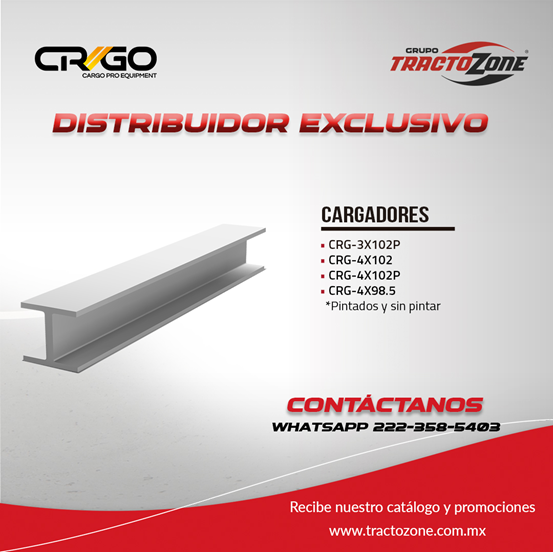 CRGO
CARGO PRO EQUIPMENT
GRUPO
TRACTOZONE®
DISTRIBUIDOR EXCLUSIVO
CARGADORES
▪ CRG-3X102P
▪ CRG-4X102
▪ CRG-4X102P
▪ CRG-4X98.5
*Pintados y sin pintar
CONTÁCTANOS
WHATSAPP 222-358-5403
Recibe nuestro catálogo y promociones
www.tractozone.com.mx